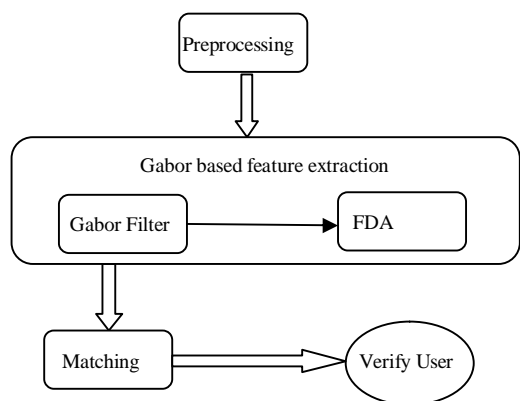 Preprocessing
Gabor based feature extraction
Gabor Filter
FDA
Matching
Verify User